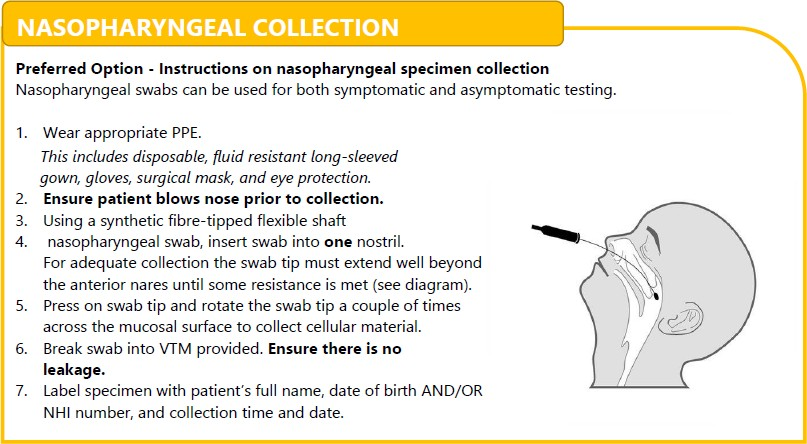 NASOPHARYNGEAL COLLECTION
Preferred Option - Instructions on nasopharyngeal specimen collection
Nasopharyngeal swabs can be used for both symptomatic and asymptomatic testing.
1. Wear appropriate PPE.
This includes disposable, fluid resistant long-sleeved
gown, gloves, surgical mask, and eye protection.
2. Ensure patient blows nose prior to collection.
3. Using a synthetic fibre-tipped flexible shaft
4. nasopharyngeal swab, insert swab into one nostril.
For adequate collection the swab tip must extend well beyond
the anterior nares until some resistance is met (see diagram).
5. Press on swab tip and rotate the swab tip a couple of times
across the mucosal surface to collect cellular material.
6. Break swab into VTM provided. Ensure there is no
leakage.
7. Label specimen with patient’s full name, date of birth AND/OR
NHI number, and collection time and date.